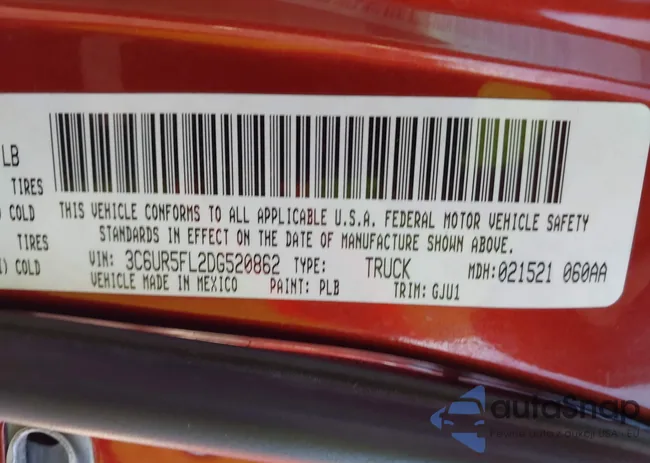 LB
TIRES
) COLD
TIRES
) COLD
THIS VEHICLE CONFORMS TO ALL APPLICABLE U.S.A. FEDERAL MOTOR VEHICLE SAFETY
STANDARDS IN EFFECT ON THE DATE OF MANUFACTURE SHOWN ABOVE.
VIN: 3C6UR5FL2DG520862 TYPE: TRUCK MDH:021521 060AA
VEHICLE MADE IN MEXICO PAINT: PLB TRIM: GJU1
autoSnap